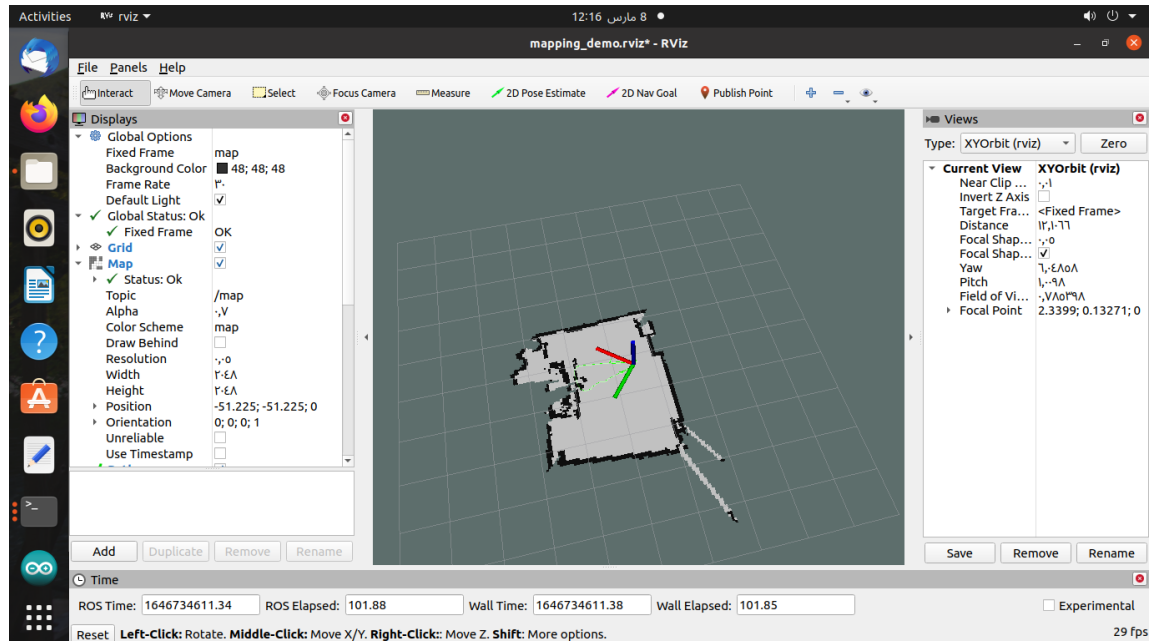 Activities RViz rviz 8 مارس 12:16
mapping_demo.rviz* - RViz
File Panels Help
Interact Move Camera Select Focus Camera Measure 2D Pose Estimate 2D Nav Goal Publish Point
Displays
Global Options
Fixed Frame map
Background Color 48; 48; 48
Frame Rate ٣٠
Default Light
Global Status: Ok
Fixed Frame OK
Grid
Map
Status: Ok
Topic /map
Alpha ٠,٧
Color Scheme map
Draw Behind
Resolution ٠,٠٥
Width ٢٠٤٨
Height ٢٠٤٨
Position -51.225; -51.225; 0
Orientation 0; 0; 0; 1
Unreliable
Use Timestamp
Add Duplicate Remove Rename
Views
Type: XYOrbit (rviz) Zero
Current View XYOrbit (rviz)
Near Clip … ٠,٠١
Invert Z Axis
Target Fra… <Fixed Frame>
Distance ١٢,١٠٦٦
Focal Shap… ٠,٠٥
Focal Shap…
Yaw ٦,٠٤٨٥٨
Pitch ١,٠٩٨
Field of Vi… ٠,٧٨٥٣٩٨
Focal Point 2.3399; 0.13271; 0
Save Remove Rename
Time
ROS Time: 1646734611.34 ROS Elapsed: 101.88 Wall Time: 1646734611.38 Wall Elapsed: 101.85 Experimental
Reset Left-Click: Rotate. Middle-Click: Move X/Y. Right-Click:: Move Z. Shift: More options. 29 fps